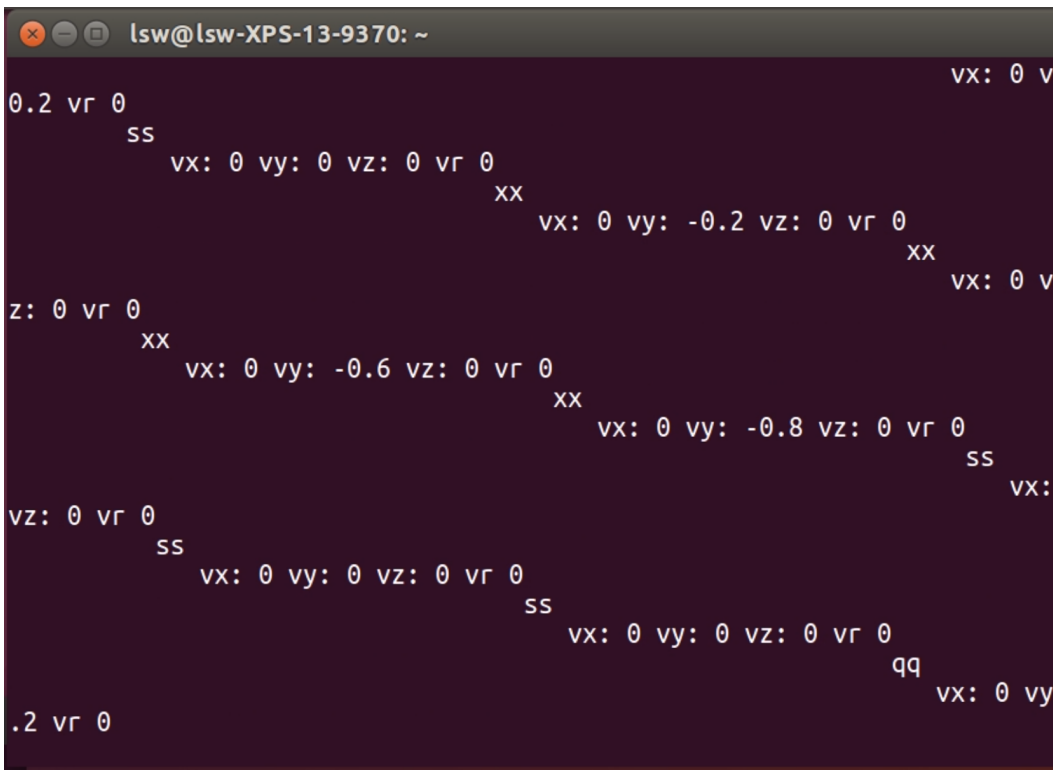 lsw@lsw-XPS-13-9370: ~
vx: 0 v
0.2 vr 0
ss
vx: 0 vy: 0 vz: 0 vr 0
xx
vx: 0 vy: -0.2 vz: 0 vr 0
xx
vx: 0 v
z: 0 vr 0
xx
vx: 0 vy: -0.6 vz: 0 vr 0
xx
vx: 0 vy: -0.8 vz: 0 vr 0
ss
vx:
vz: 0 vr 0
ss
vx: 0 vy: 0 vz: 0 vr 0
ss
vx: 0 vy: 0 vz: 0 vr 0
qq
vx: 0 vy
.2 vr 0